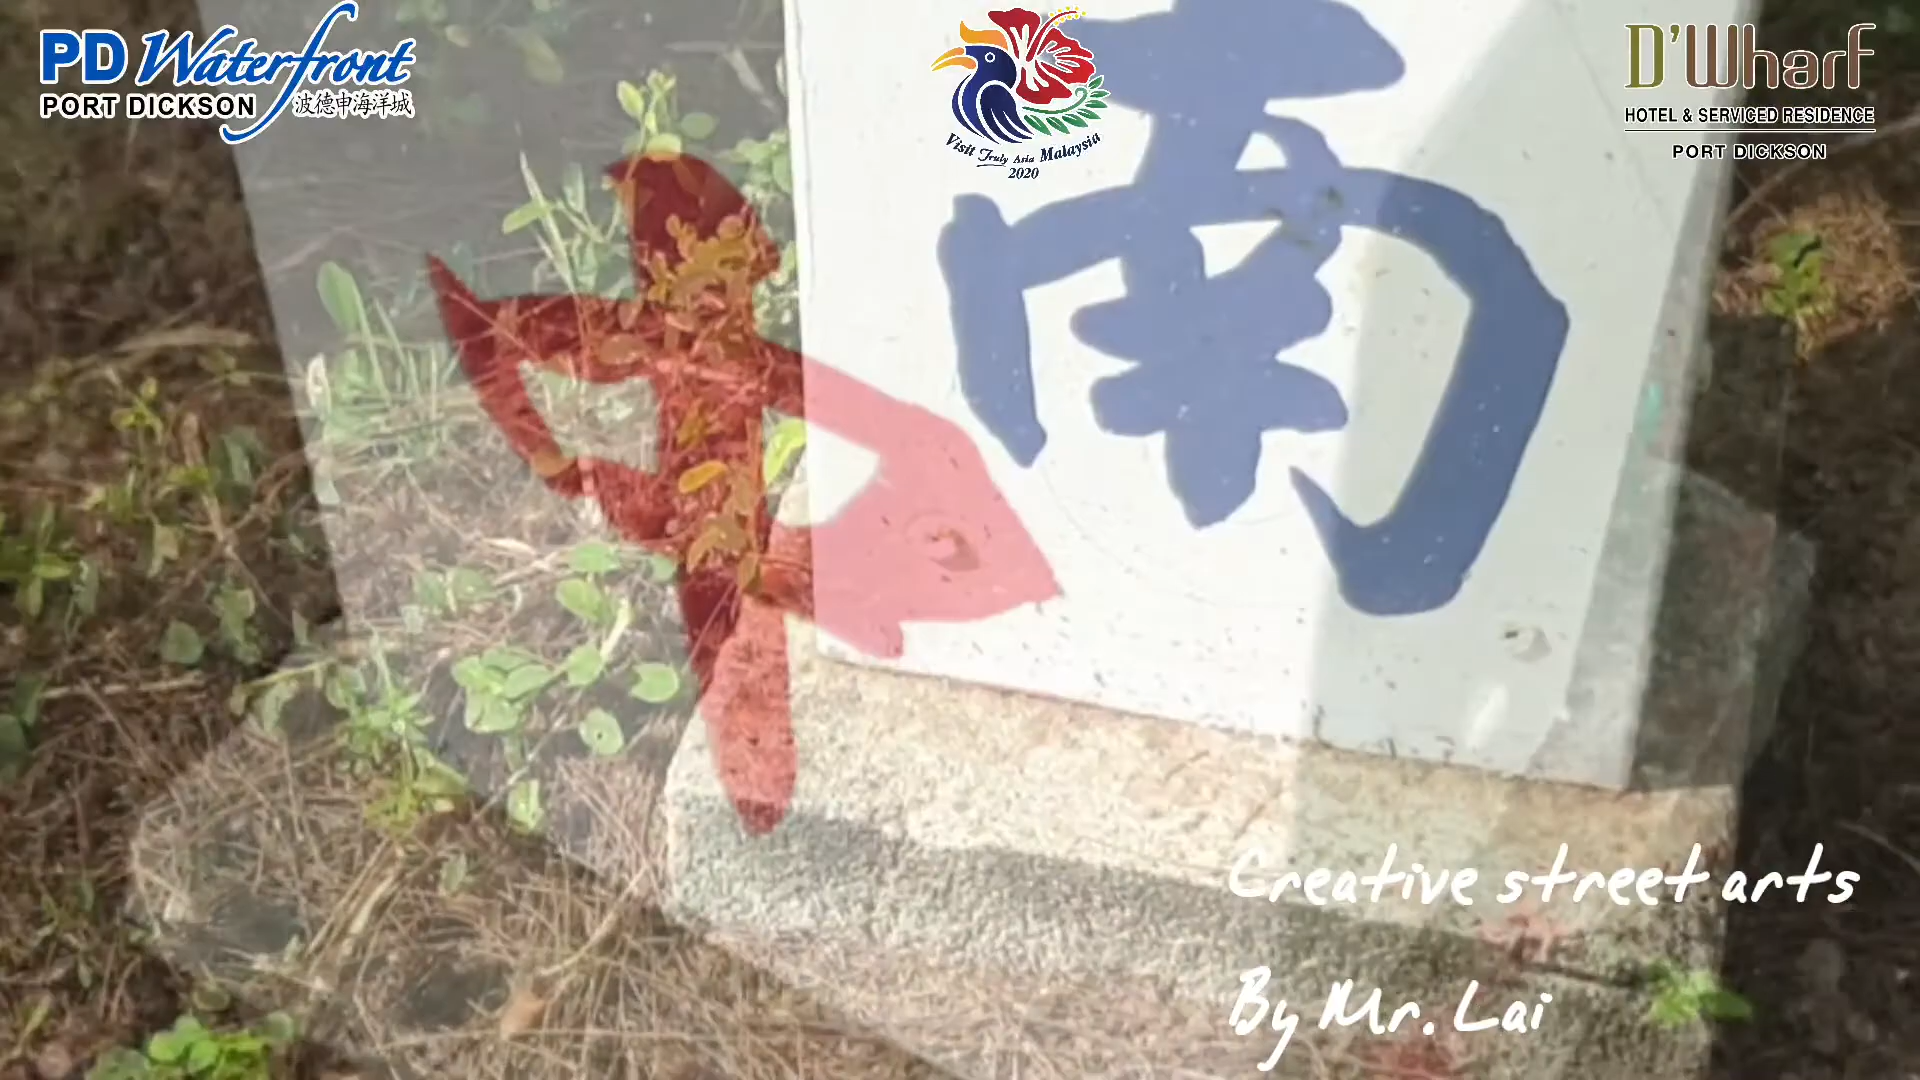 PD Waterfront
PORT DICKSON 波德申海洋城
Visit Truly Asia Malaysia
2020
D'Wharf
HOTEL & SERVICED RESIDENCE
PORT DICKSON
中
南
Creative street arts
By Mr. Lai